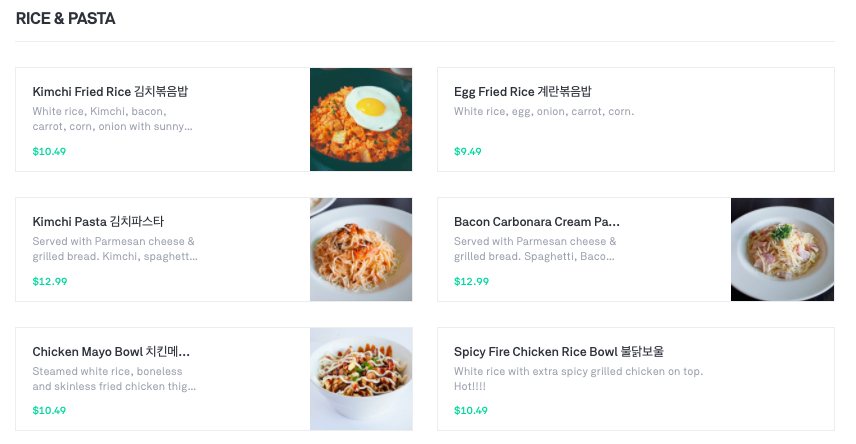 RICE & PASTA
Kimchi Fried Rice 김치볶음밥
White rice, Kimchi, bacon,
carrot, corn, onion with sunny...
$10.49
Egg Fried Rice 계란볶음밥
White rice, egg, onion, carrot, corn.
$9.49
Kimchi Pasta 김치파스타
Served with Parmesan cheese &
grilled bread. Kimchi, spaghett...
$12.99
Bacon Carbonara Cream Pa...
Served with Parmesan cheese &
grilled bread. Spaghetti, Baco...
$12.99
Chicken Mayo Bowl 치킨메...
Steamed white rice, boneless
and skinless fried chicken thig...
$10.49
Spicy Fire Chicken Rice Bowl 불닭보울
White rice with extra spicy grilled chicken on top.
Hot!!!!
$10.49